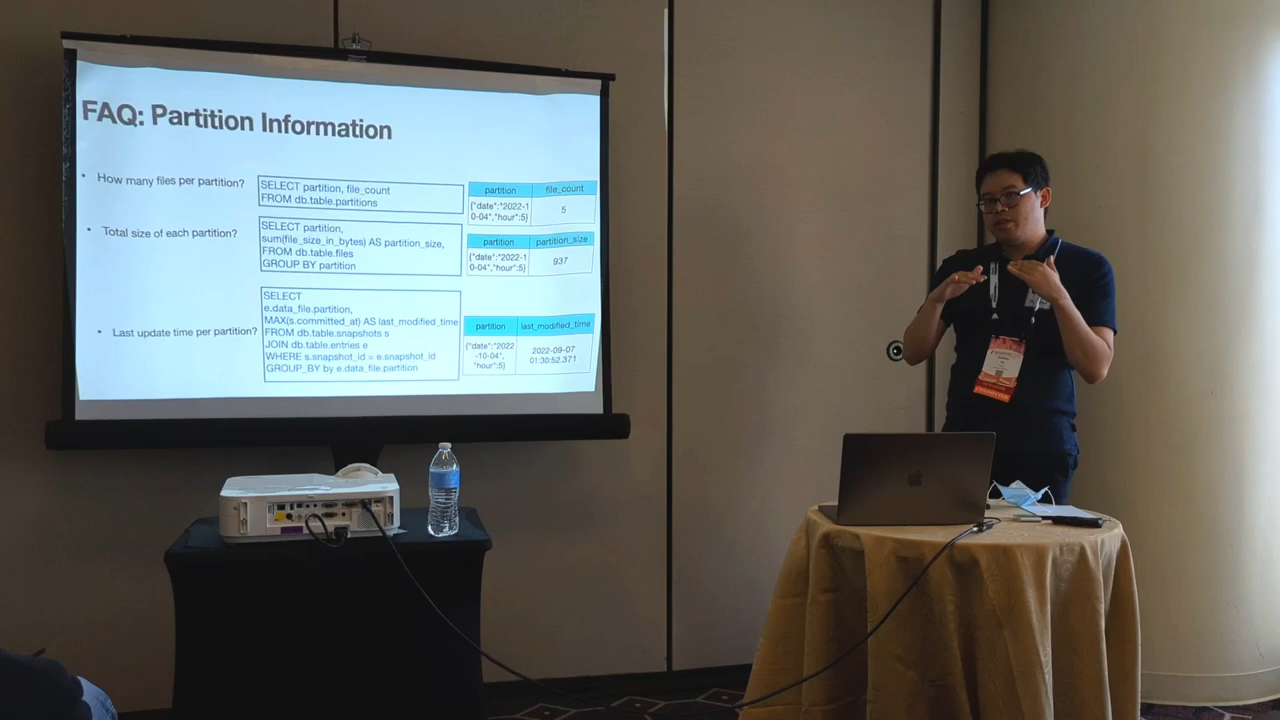 FAQ: Partition Information
• How many files per partition?
SELECT partition, file_count
FROM db.table.partitions
partition file_count
{"date":"2022-1
0-04","hour":5}
5
• Total size of each partition?
SELECT partition,
sum(file_size_in_bytes) AS partition_size,
FROM db.table.files
GROUP BY partition
partition partition_size
{"date":"2022-1
0-04","hour":5}
937
• Last update time per partition?
SELECT
e.data_file.partition,
MAX(s.committed_at) AS last_modified_time
FROM db.table.snapshots s
JOIN db.table.entries e
WHERE s.snapshot_id = e.snapshot_id
GROUP_BY by e.data_file.partition
partition last_modified_time
{"date":"2022
-10-04",
"hour":5}
2022-09-07
01:30:52.371
COMMITTER